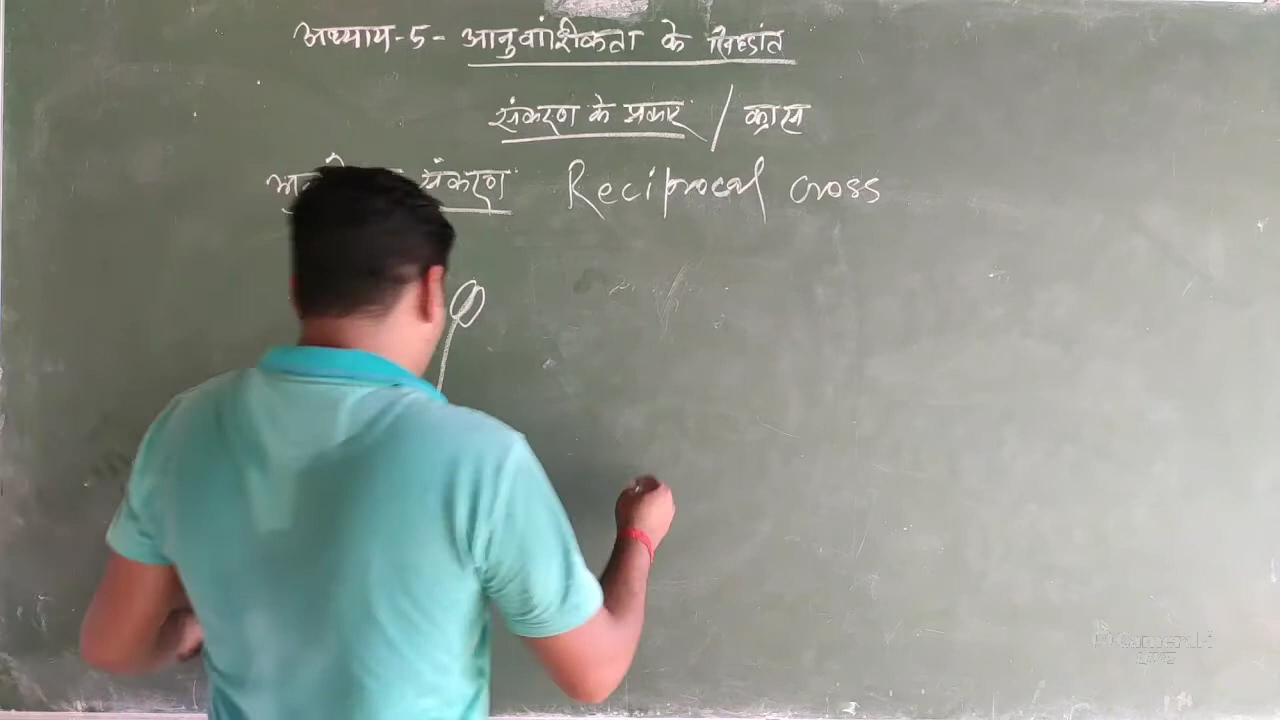 अध्याय-5- आनुवांशिकता के सिध्दांत
संकरण के प्रकार / क्रास
संकरण Reciprocal cross